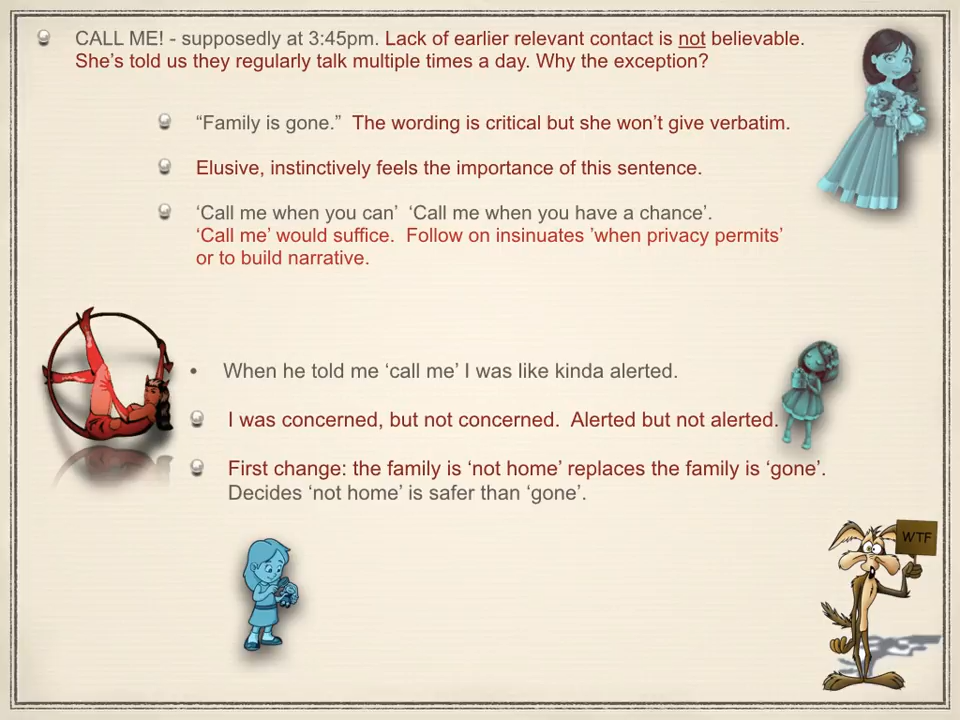 CALL ME! - supposedly at 3:45pm. Lack of earlier relevant contact is not believable.
She's told us they regularly talk multiple times a day. Why the exception?
“Family is gone.” The wording is critical but she won't give verbatim.
Elusive, instinctively feels the importance of this sentence.
‘Call me when you can’ ‘Call me when you have a chance’.
‘Call me’ would suffice. Follow on insinuates ’when privacy permits’
or to build narrative.
• When he told me ‘call me’ I was like kinda alerted.
I was concerned, but not concerned. Alerted but not alerted.
First change: the family is ‘not home’ replaces the family is ‘gone’.
Decides ‘not home’ is safer than ‘gone’.
WTF